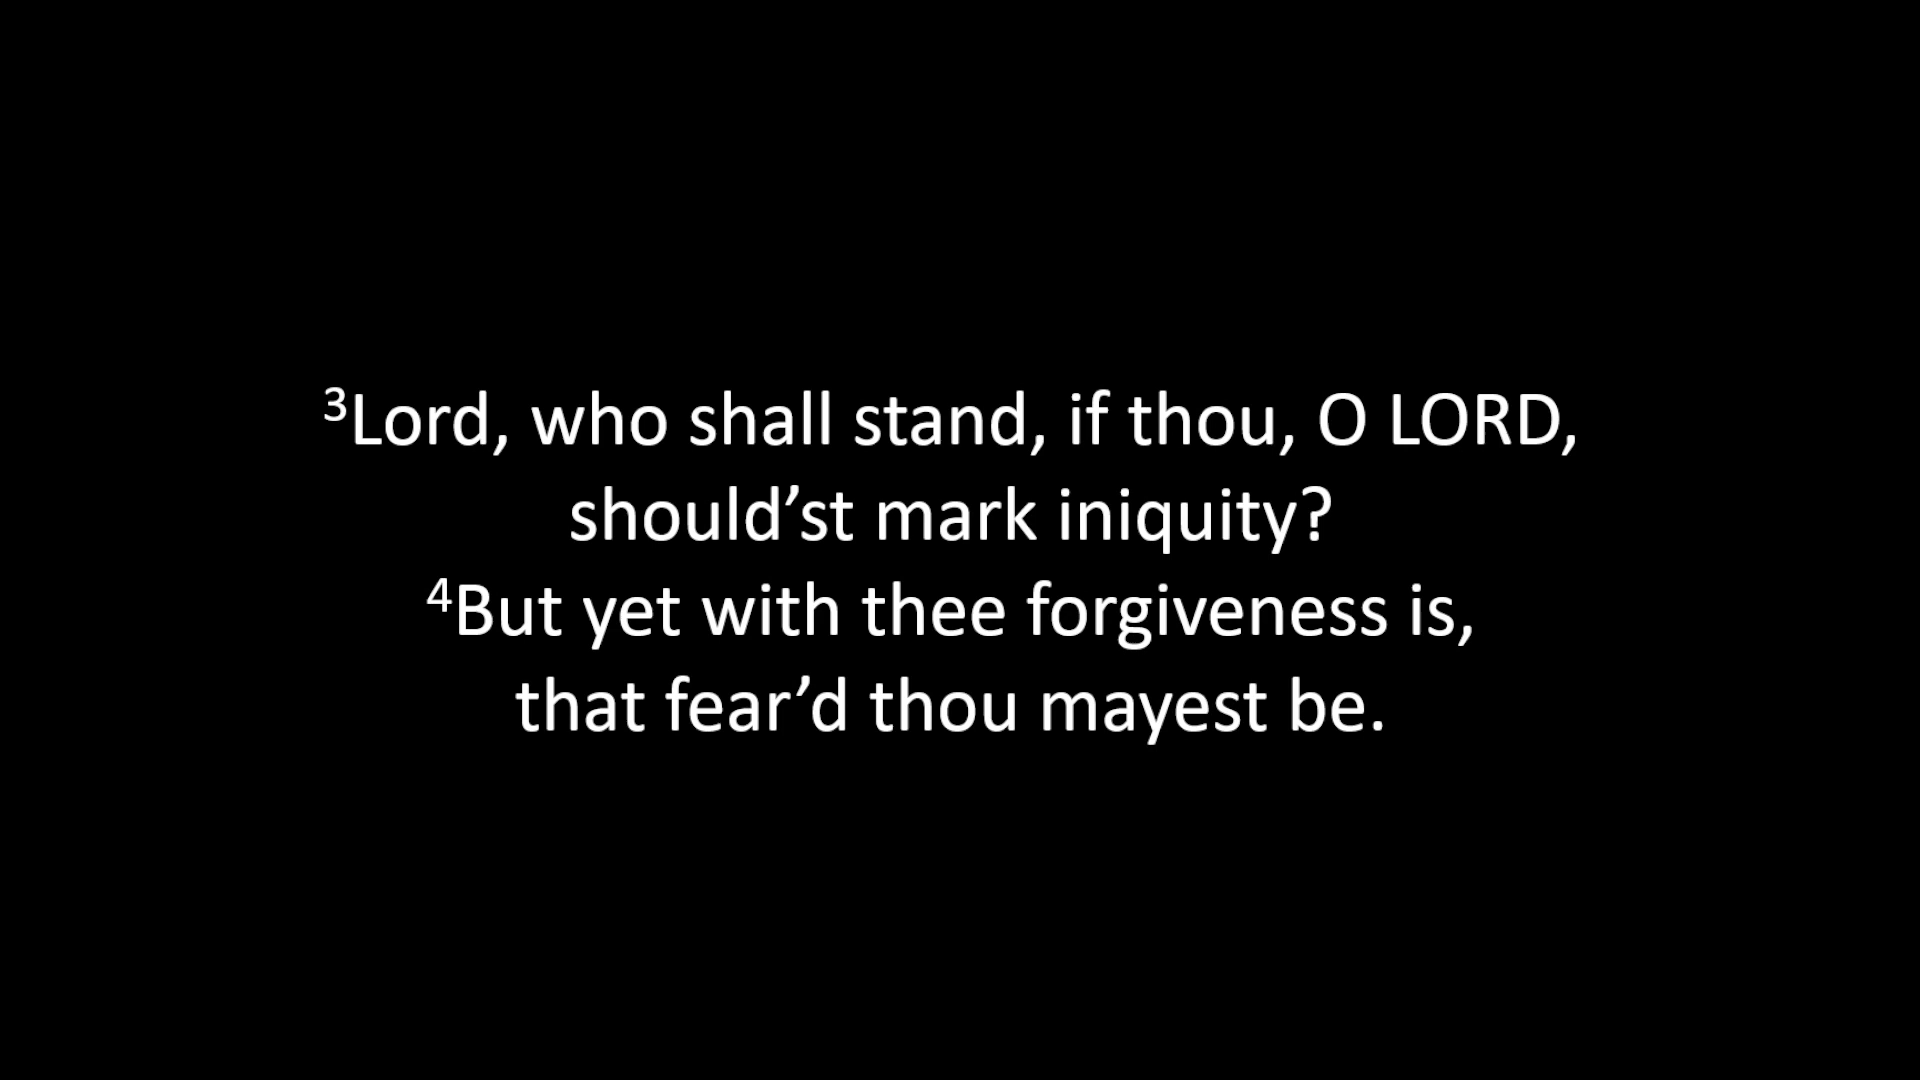 ³Lord, who shall stand, if thou, O LORD,
should’st mark iniquity?
⁴But yet with thee forgiveness is,
that fear’d thou mayest be.